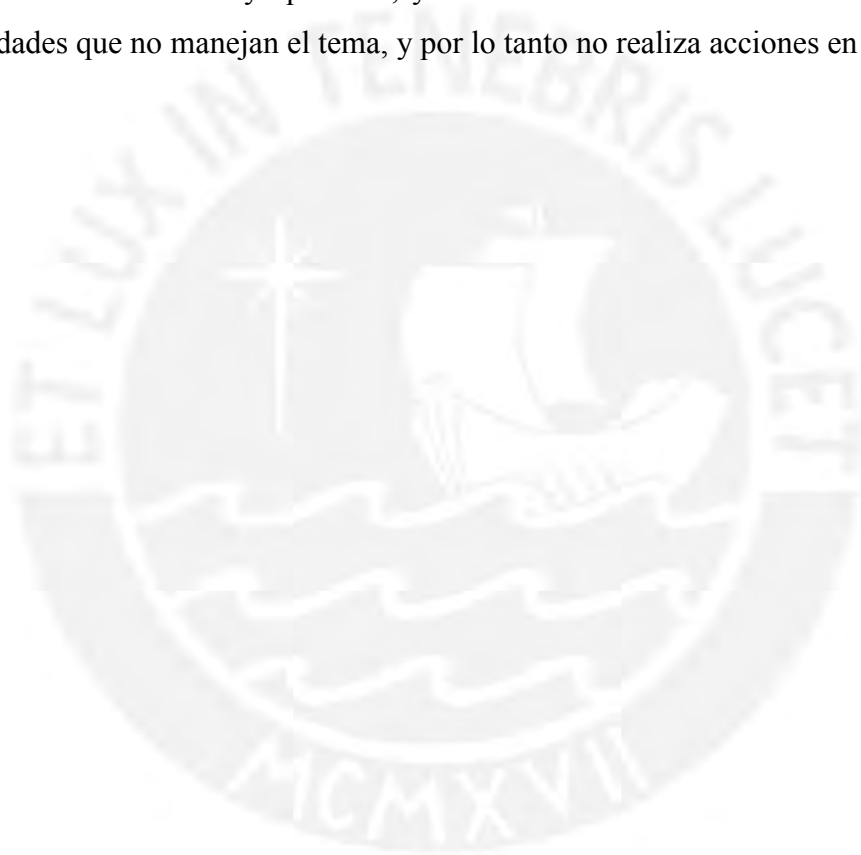 dades que no manejan el tema, y por lo tanto no realiza acciones en
ET LUX IN TENEBRIS LUCET
MCMXVII